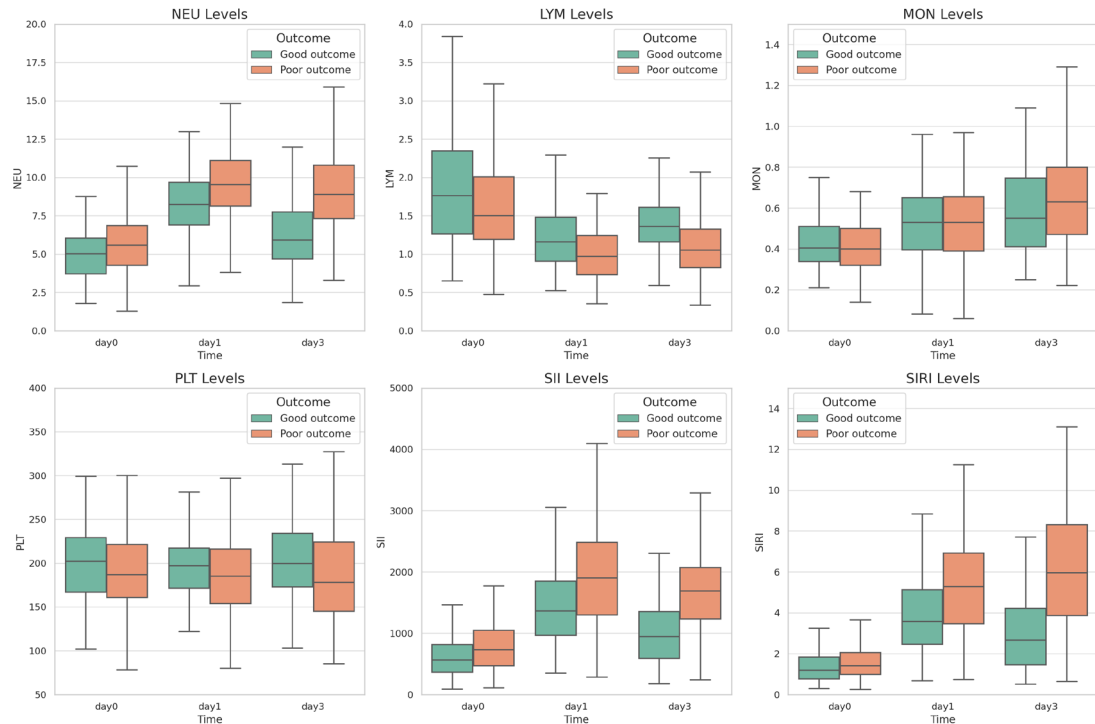 NEU Levels
20.0
17.5
15.0
12.5
10.0
7.5
5.0
2.5
0.0
NEU
Outcome
Good outcome
Poor outcome
day0
day1
day3
Time
LYM Levels
4.0
3.5
3.0
2.5
2.0
1.5
1.0
0.5
0.0
LYM
Outcome
Good outcome
Poor outcome
day0
day1
day3
Time
MON Levels
1.4
1.2
1.0
0.8
0.6
0.4
0.2
0.0
MON
Outcome
Good outcome
Poor outcome
day0
day1
day3
Time
PLT Levels
400
350
300
250
200
150
100
50
PLT
Outcome
Good outcome
Poor outcome
day0
day1
day3
Time
SII Levels
5000
4000
3000
2000
1000
0
SII
Outcome
Good outcome
Poor outcome
day0
day1
day3
Time
SIRI Levels
14
12
10
8
6
4
2
0
SIRI
Outcome
Good outcome
Poor outcome
day0
day1
day3
Time